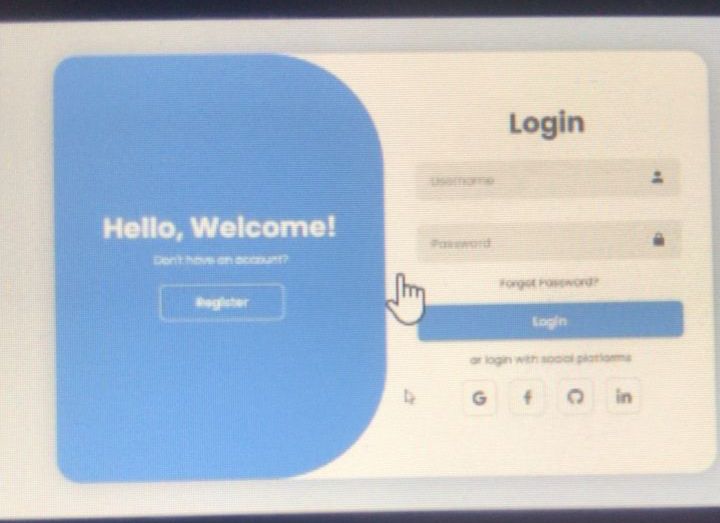 Hello, Welcome!
Don't have an account?
Register
Login
Username
Password
Forgot Password?
Login
or login with social platforms
G f in